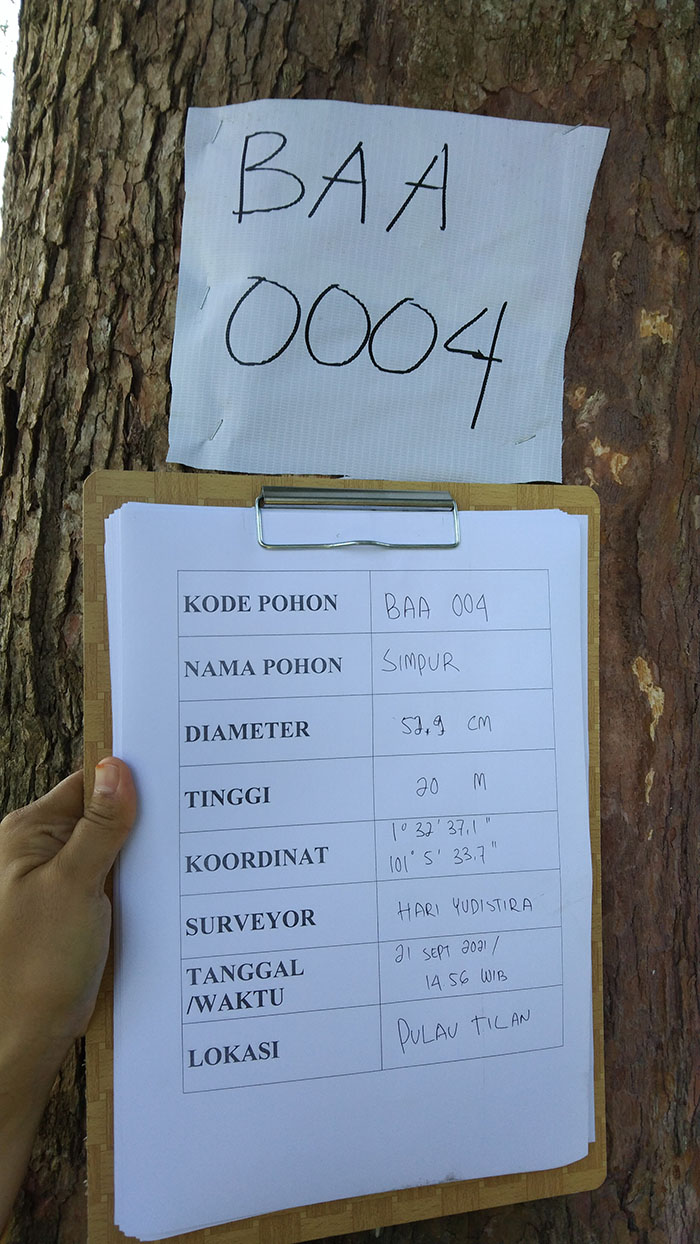 BAA
0004
KODE POHON BAA 004
NAMA POHON SIMPUR
DIAMETER 52,9 CM
TINGGI 20 M
KOORDINAT 1° 32' 37.1"
101° 5' 33.7"
SURVEYOR HARI YUDISTIRA
TANGGAL 21 SEPT 2021 /
/WAKTU 14 56 WIB
LOKASI PULAU TILAN